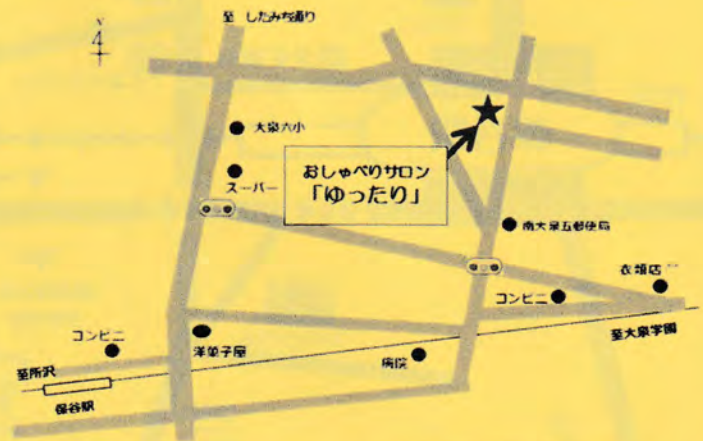 至 したみち通り
N
4
大泉六小
スーパー
おしゃべりサロン
「ゆったり」
南大泉五郵便局
衣類店
コンビニ
至大泉学園
コンビニ
洋菓子屋
病院
至所沢
保谷駅